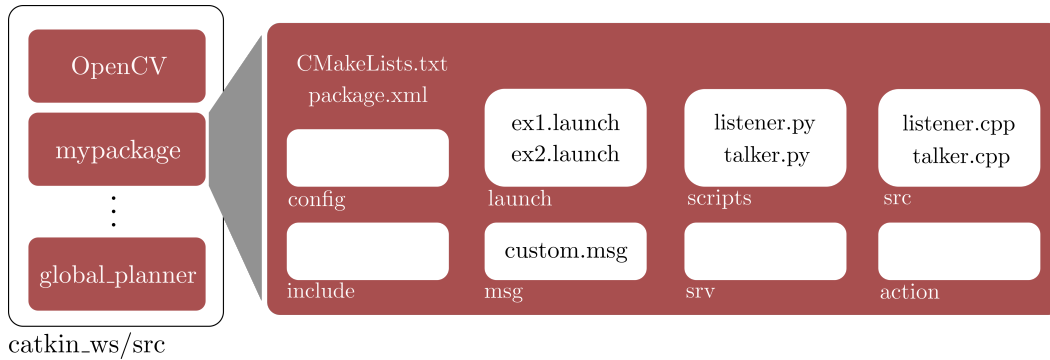 OpenCV
mypackage
global_planner
catkin_ws/src
CMakeLists.txt
package.xml
config
ex1.launch
ex2.launch
launch
listener.py
talker.py
scripts
listener.cpp
talker.cpp
src
include
custom.msg
msg
srv
action